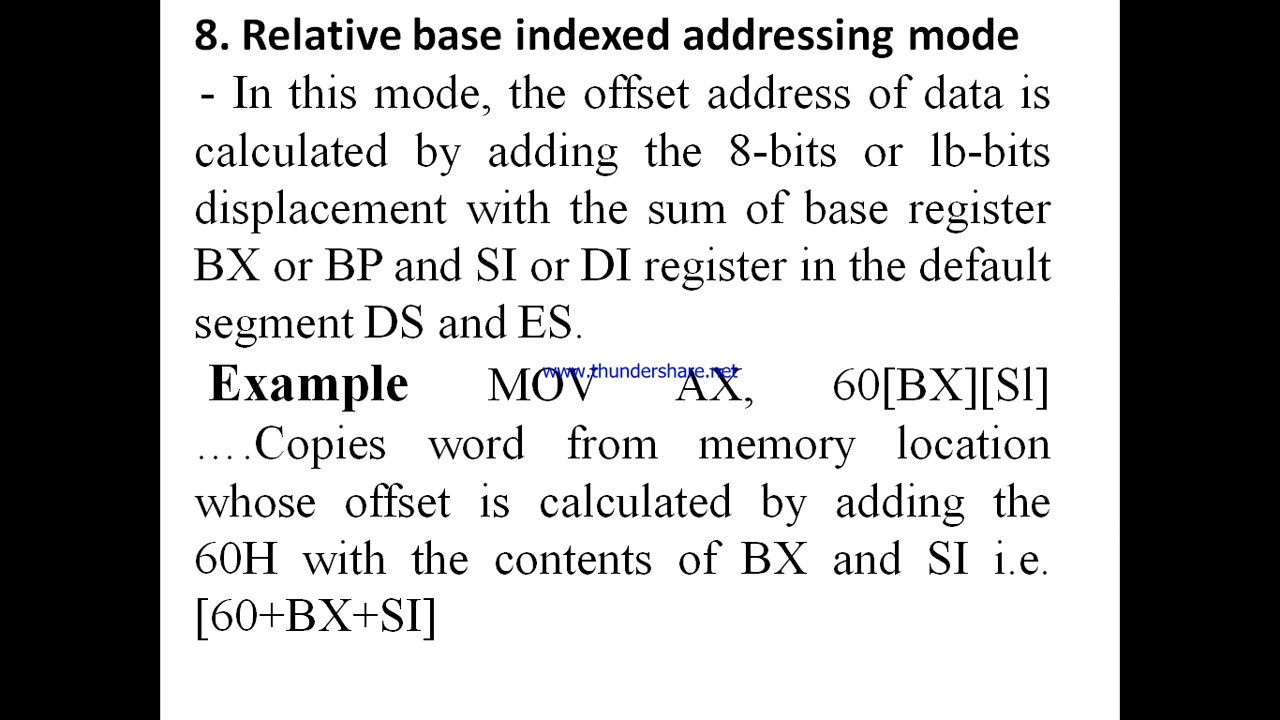 8. Relative base indexed addressing mode
- In this mode, the offset address of data is
calculated by adding the 8-bits or lb-bits
displacement with the sum of base register
BX or BP and SI or DI register in the default
segment DS and ES.
www.thundershare.net
Example MOV AX, 60[BX][Sl]
….Copies word from memory location
whose offset is calculated by adding the
60H with the contents of BX and SI i.e.
[60+BX+SI]